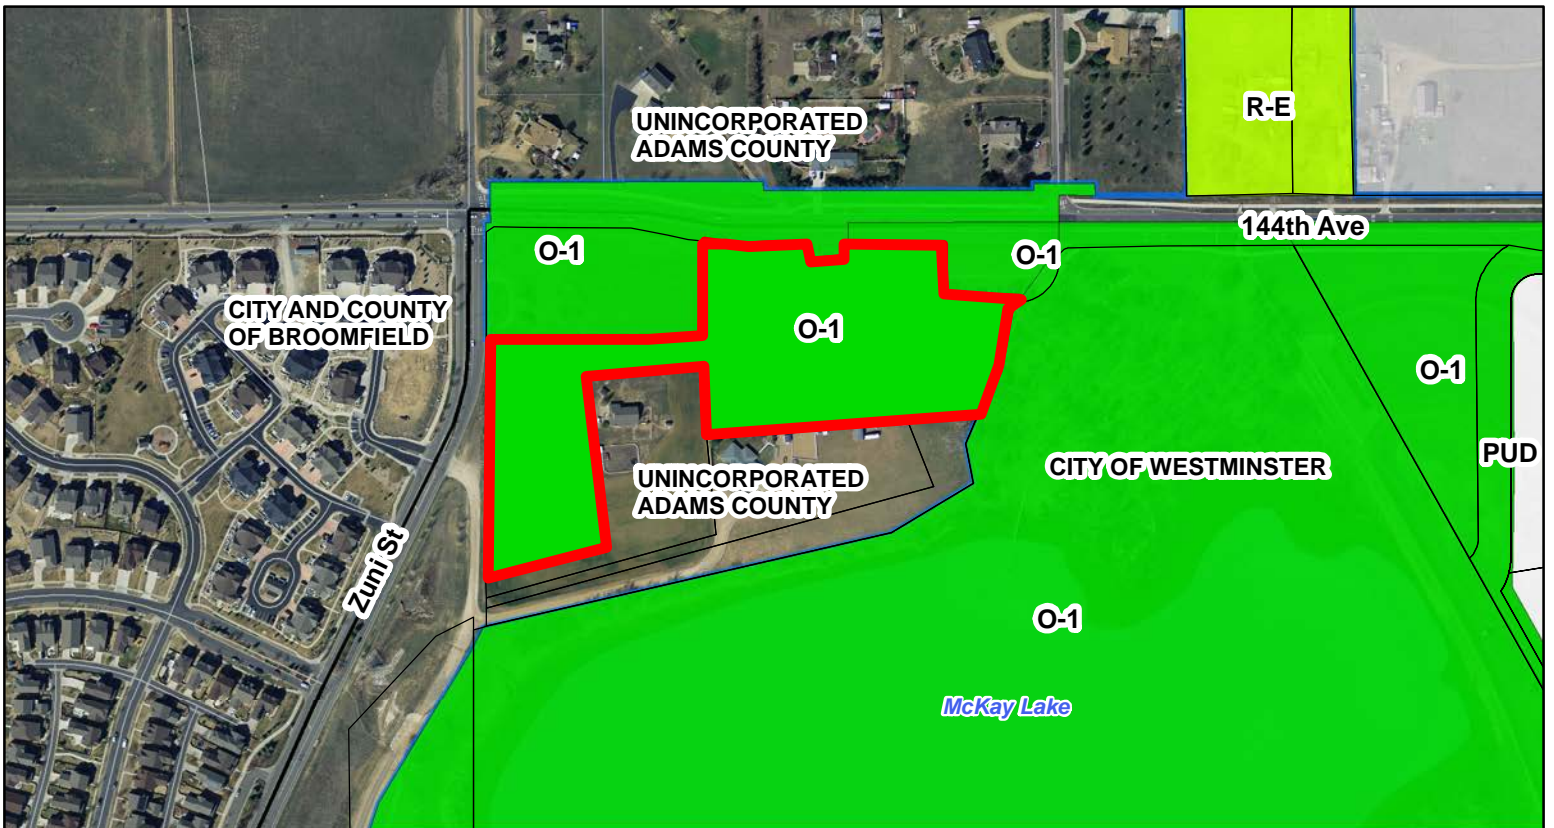 R-E
UNINCORPORATED
ADAMS COUNTY
144th Ave
O-1
O-1
CITY AND COUNTY
OF BROOMFIELD
O-1
O-1
PUD
CITY OF WESTMINSTER
UNINCORPORATED
ADAMS COUNTY
Zuni St
O-1
McKay Lake